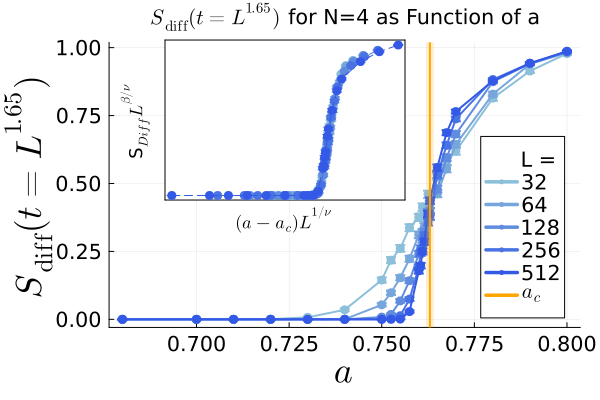 S_diff(t = L^1.65) for N=4 as Function of a
S_diff(t = L^1.65)
1.00
0.75
0.50
0.25
0.00
S_Diff L^β/ν
(a − a_c)L^1/ν
L =
32
64
128
256
512
a_c
0.700
0.725
0.750
0.775
0.800
a